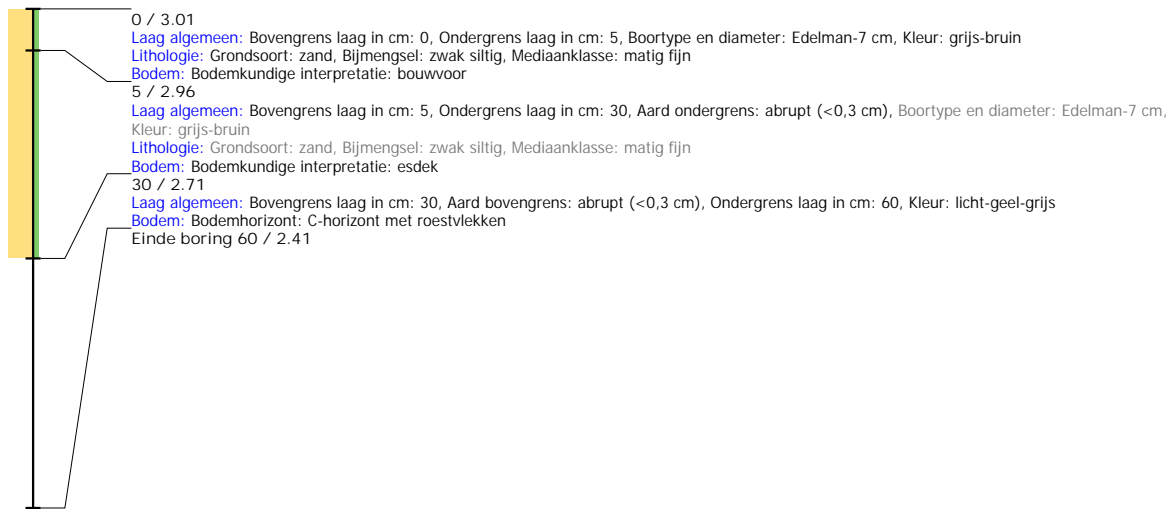 0 / 3.01
Laag algemeen: Bovengrens laag in cm: 0, Ondergrens laag in cm: 5, Boortype en diameter: Edelman-7 cm, Kleur: grijs-bruin
Lithologie: Grondsoort: zand, Bijmengsel: zwak siltig, Mediaanklasse: matig fijn
Bodem: Bodemkundige interpretatie: bouwvoor
5 / 2.96
Laag algemeen: Bovengrens laag in cm: 5, Ondergrens laag in cm: 30, Aard ondergrens: abrupt (<0,3 cm), Boortype en diameter: Edelman-7 cm,
Kleur: grijs-bruin
Lithologie: Grondsoort: zand, Bijmengsel: zwak siltig, Mediaanklasse: matig fijn
Bodem: Bodemkundige interpretatie: esdek
30 / 2.71
Laag algemeen: Bovengrens laag in cm: 30, Aard bovengrens: abrupt (<0,3 cm), Ondergrens laag in cm: 60, Kleur: licht-geel-grijs
Bodem: Bodemhorizont: C-horizont met roestvlekken
Einde boring 60 / 2.41